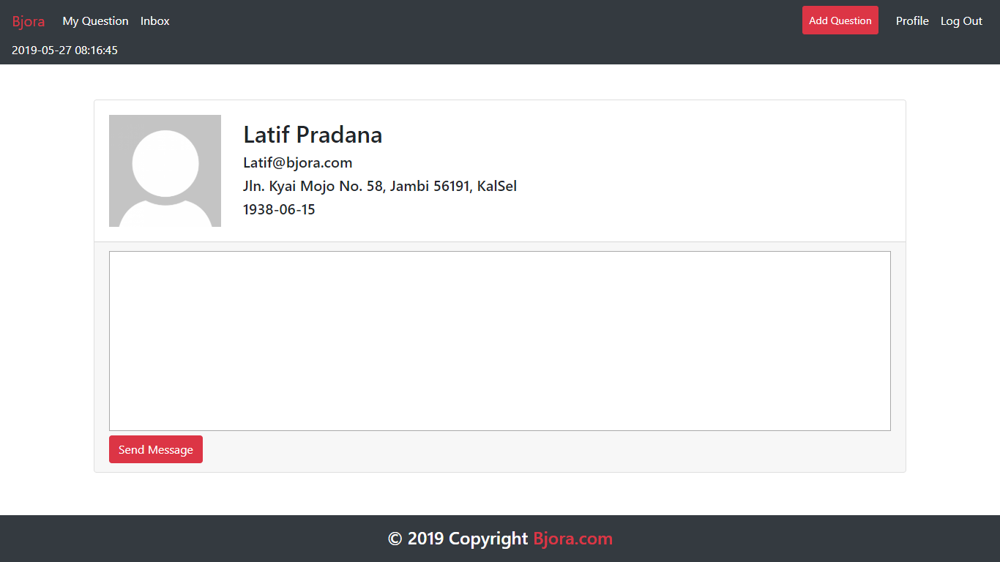 Bjora My Question Inbox Add Question Profile Log Out
2019-05-27 08:16:45
Latif Pradana
Latif@bjora.com
Jln. Kyai Mojo No. 58, Jambi 56191, KalSel
1938-06-15
Send Message
© 2019 Copyright Bjora.com